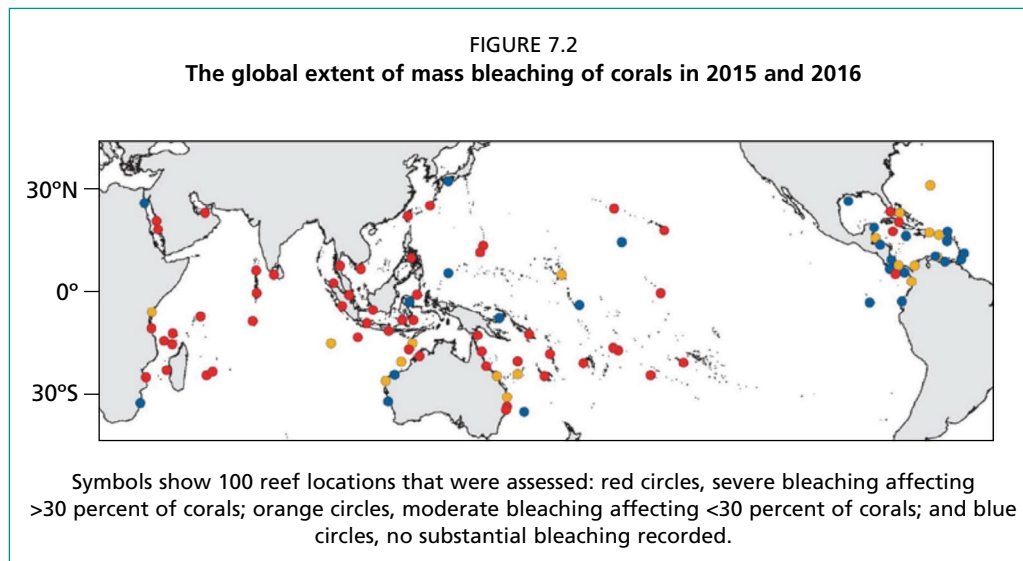 FIGURE 7.2
The global extent of mass bleaching of corals in 2015 and 2016
30°N
0°
30°S
Symbols show 100 reef locations that were assessed: red circles, severe bleaching affecting
>30 percent of corals; orange circles, moderate bleaching affecting <30 percent of corals; and blue
circles, no substantial bleaching recorded.